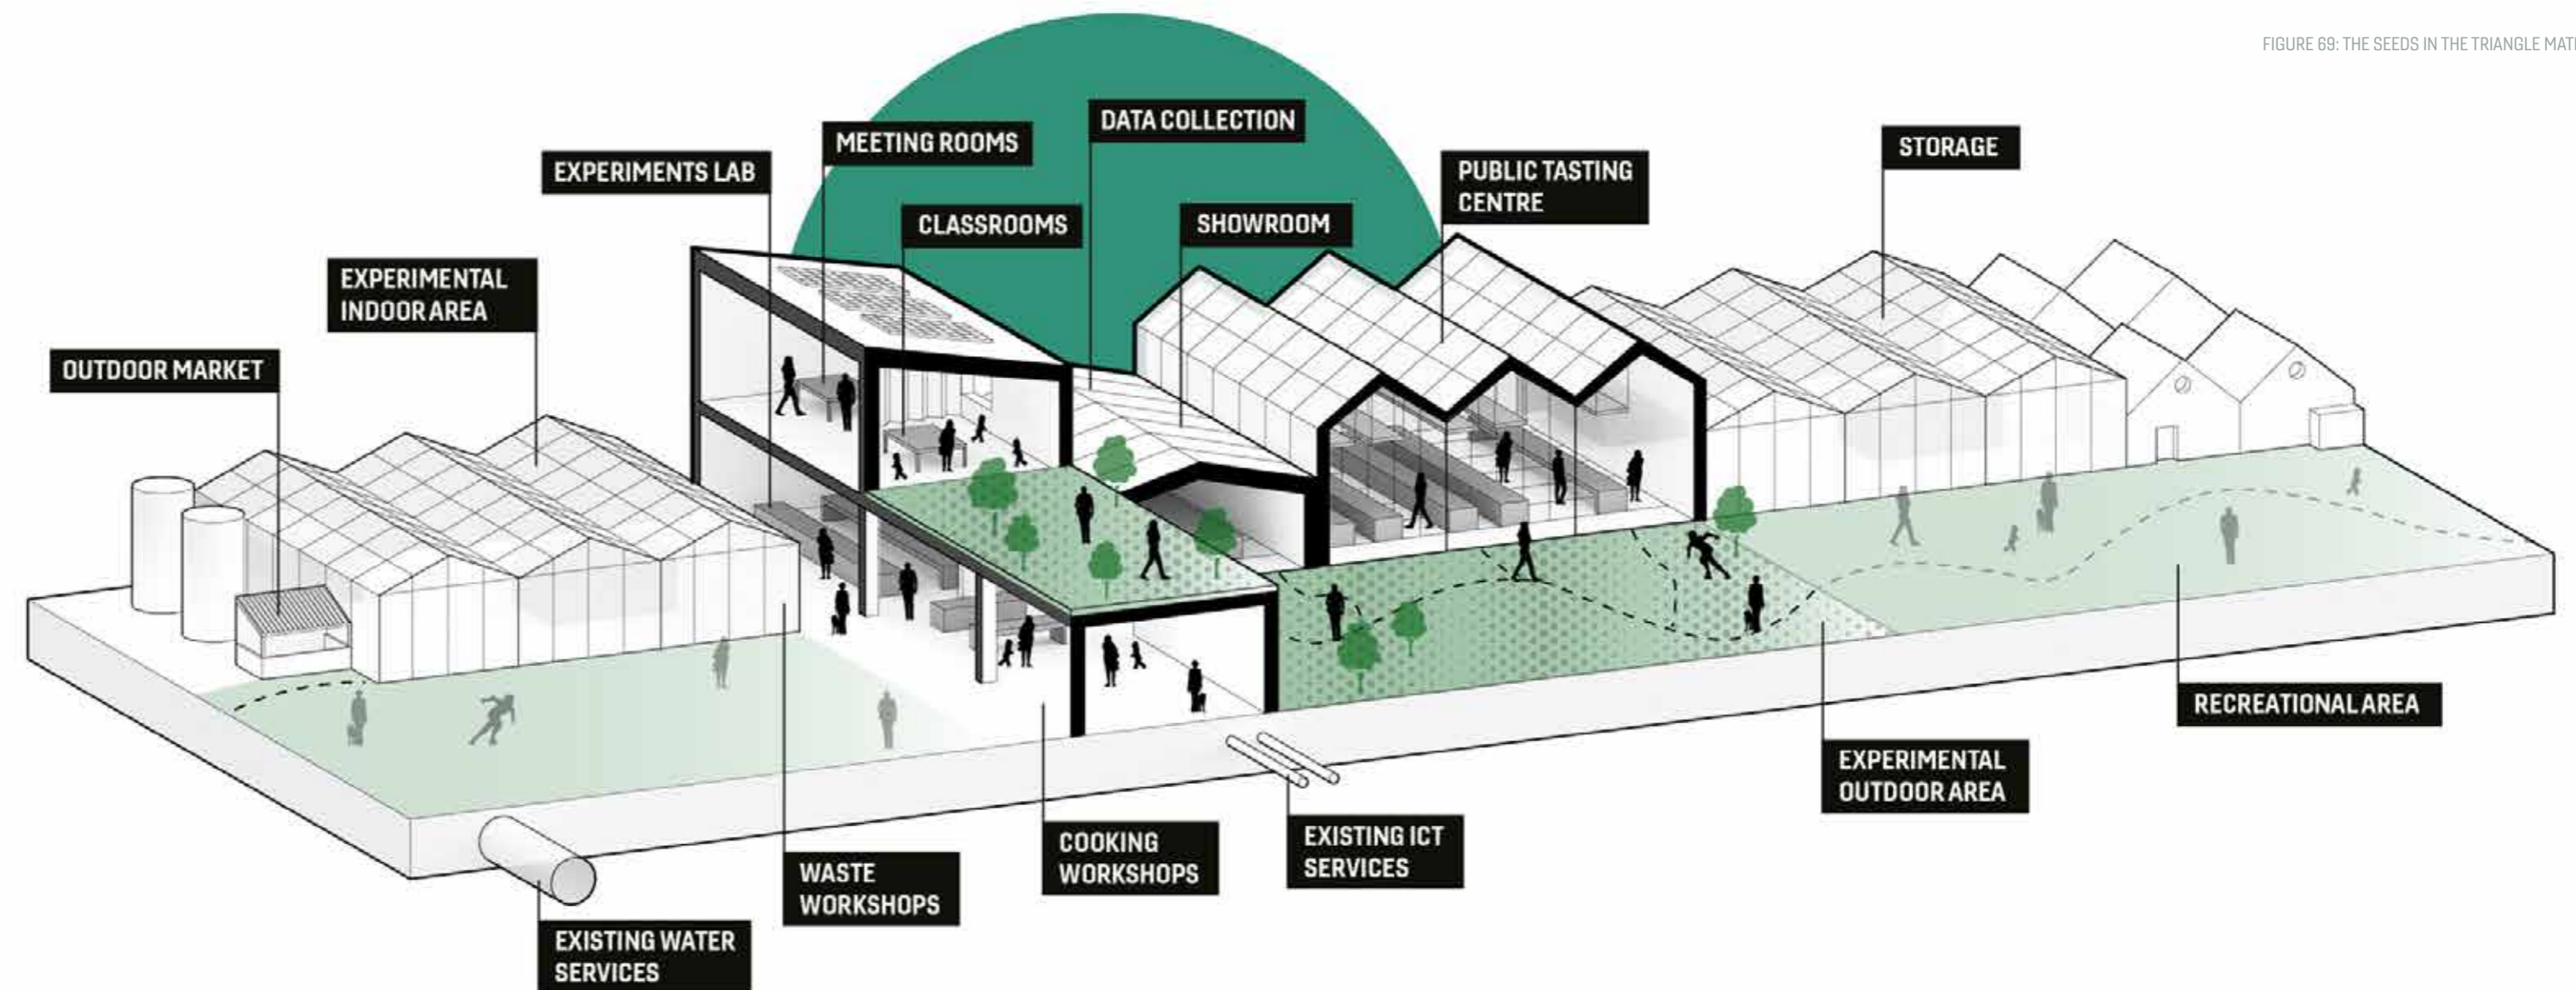 FIGURE 69: THE SEEDS IN THE TRIANGLE
DATA COLLECTION
MEETING ROOMS
STORAGE
EXPERIMENTS LAB
PUBLIC TASTING
CENTRE
CLASSROOMS
SHOWROOM
EXPERIMENTAL
INDOOR AREA
OUTDOOR MARKET
RECREATIONAL AREA
EXPERIMENTAL
OUTDOOR AREA
EXISTING ICT
SERVICES
COOKING
WORKSHOPS
WASTE
WORKSHOPS
EXISTING WATER
SERVICES